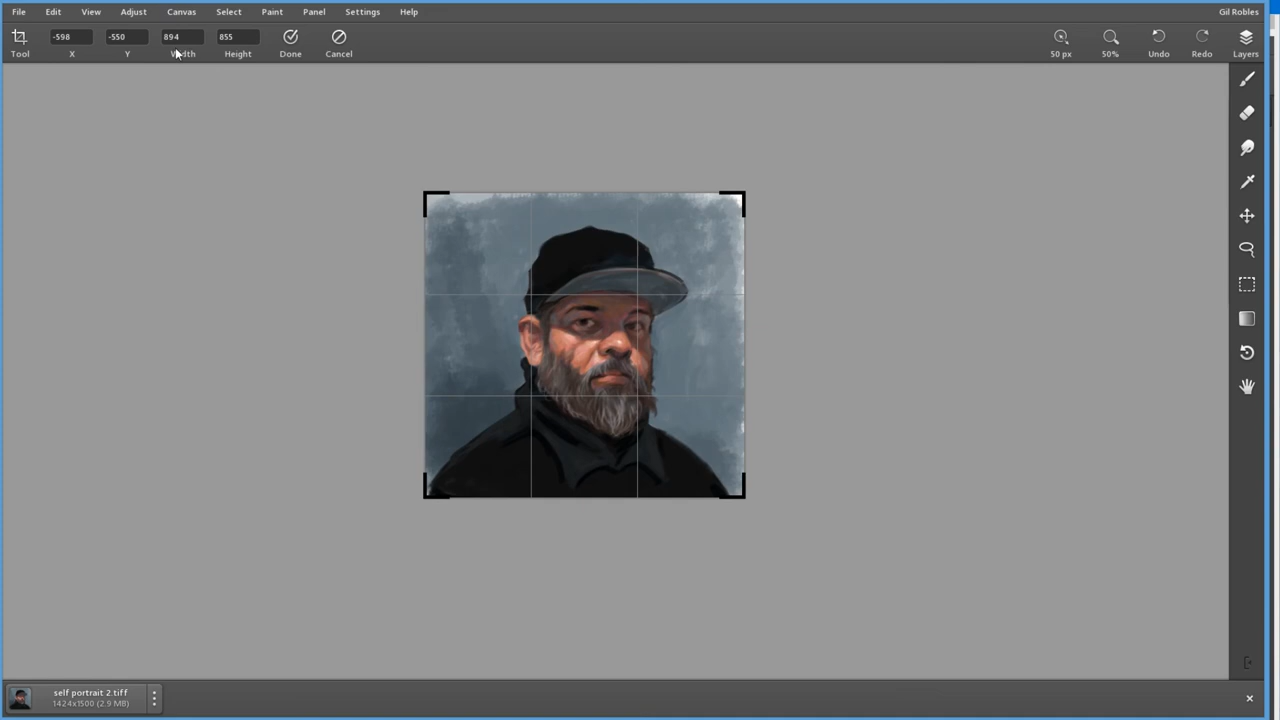 File Edit View Adjust Canvas Select Paint Panel Settings Help Gil Robles
-598 -550 894 855
Tool X Y Width Height Done Cancel 50 px 50% Undo Redo Layers
self portrait 2.tiff
1424x1500 (2.9 MB)